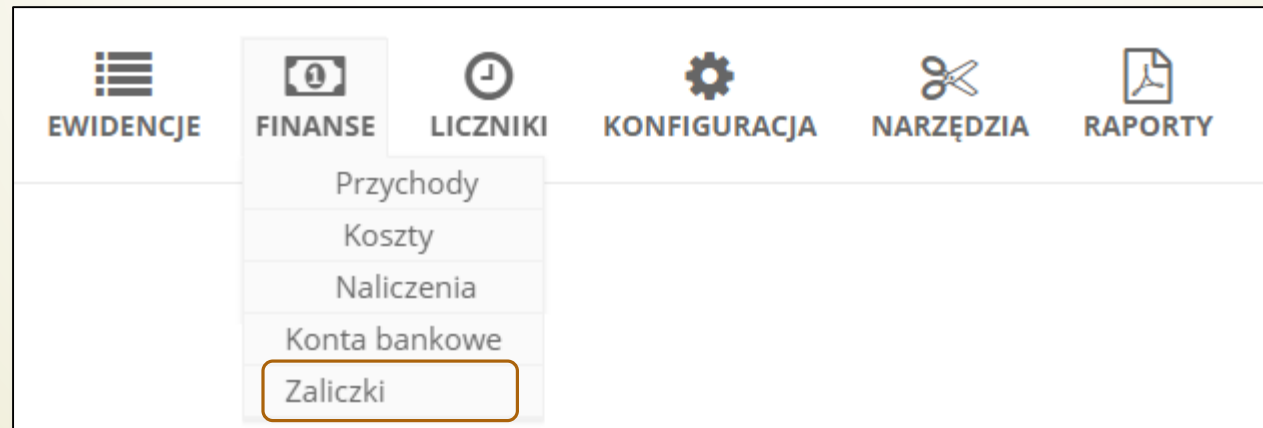 EWIDENCJE FINANSE LICZNIKI KONFIGURACJA NARZĘDZIA RAPORTY
Przychody
Koszty
Naliczenia
Konta bankowe
Zaliczki